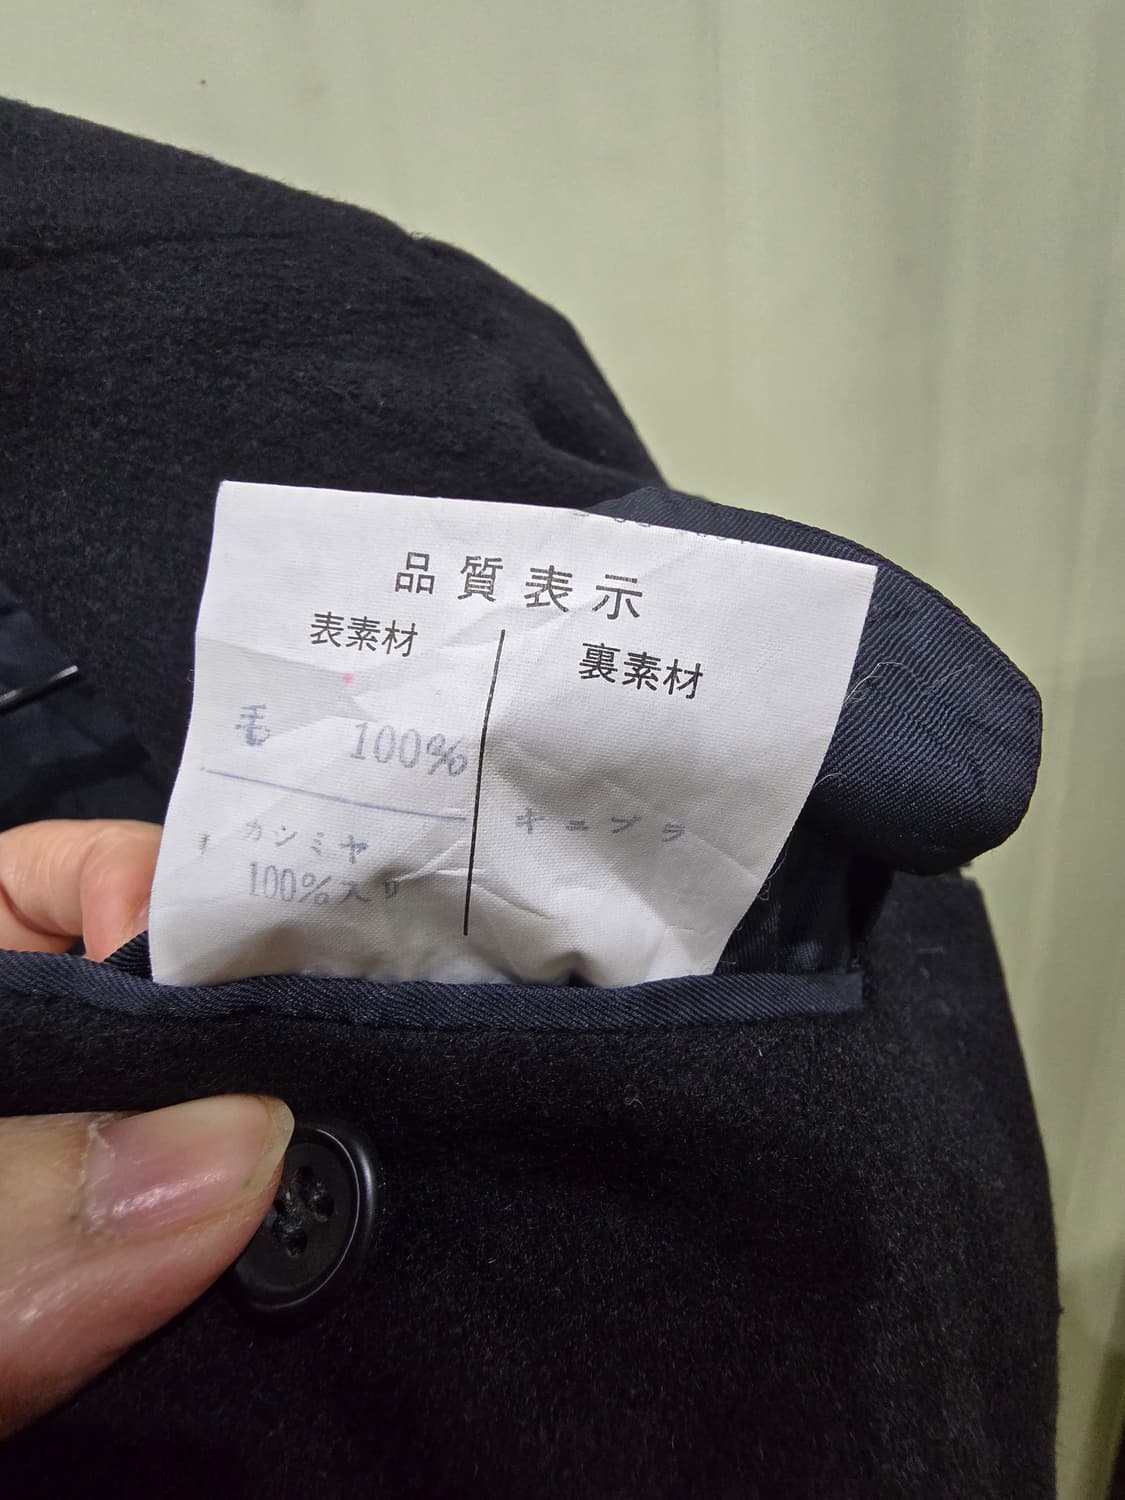 品質表示
表素材
裏素材
毛 100%
カシミヤ
100%入り
キュプラ